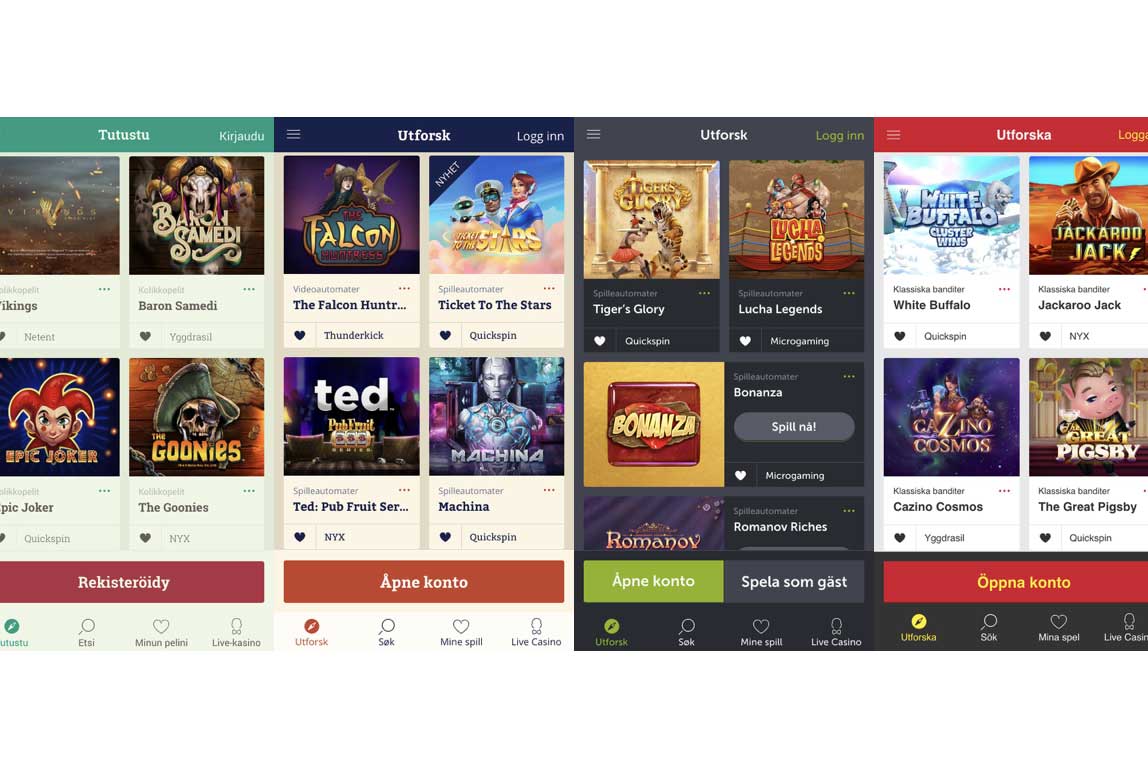 Tutustu
Kirjaudu
VIKINGS
BARON SAMEDI
Kolikkopelit
Vikings
Netent
Kolikkopelit
Baron Samedi
Yggdrasil
EPIC JOKER
THE GOONIES
Kolikkopelit
Epic Joker
Quickspin
Kolikkopelit
The Goonies
NYX
Rekisteröidy
Tutustu
Etsi
Minun pelini
Live-kasino
Utforsk
Logg inn
THE FALCON HUNTRESS
NYHET
TICKET TO THE STARS
Videoautomater
The Falcon Huntr...
Thunderkick
Spilleautomater
Ticket To The Stars
Quickspin
ted
Pub Fruit
SERIES
MACHINA
Spilleautomater
Ted: Pub Fruit Ser...
NYX
Spilleautomater
Machina
Quickspin
Åpne konto
Utforsk
Søk
Mine spill
Live Casino
Utforsk
Logg inn
TIGER'S GLORY
LUCHA LEGENDS
Spilleautomater
Tiger's Glory
Quickspin
Spilleautomater
Lucha Legends
Microgaming
BONANZA
Spilleautomater
Bonanza
Spill nå!
Microgaming
Romanov
Spilleautomater
Romanov Riches
Åpne konto
Spela som gäst
Utforsk
Søk
Mine spill
Live Casino
Utforska
Logga
WHITE BUFFALO
CLUSTER WINS
JACKAROO JACK
Klassiska banditer
White Buffalo
Quickspin
Klassiska banditer
Jackaroo Jack
NYX
CAZINO COSMOS
THE GREAT PIGSBY
Klassiska banditer
Cazino Cosmos
Yggdrasil
Klassiska banditer
The Great Pigsby
Quickspin
Öppna konto
Utforska
Sök
Mina spel
Live Casin